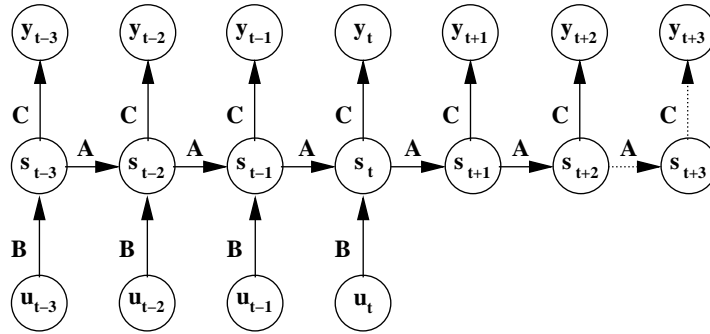 y_{t-3} y_{t-2} y_{t-1} y_t y_{t+1} y_{t+2} y_{t+3}
C C C C C C C
A A A A A A
s_{t-3} s_{t-2} s_{t-1} s_t s_{t+1} s_{t+2} s_{t+3}
B B B B
u_{t-3} u_{t-2} u_{t-1} u_t